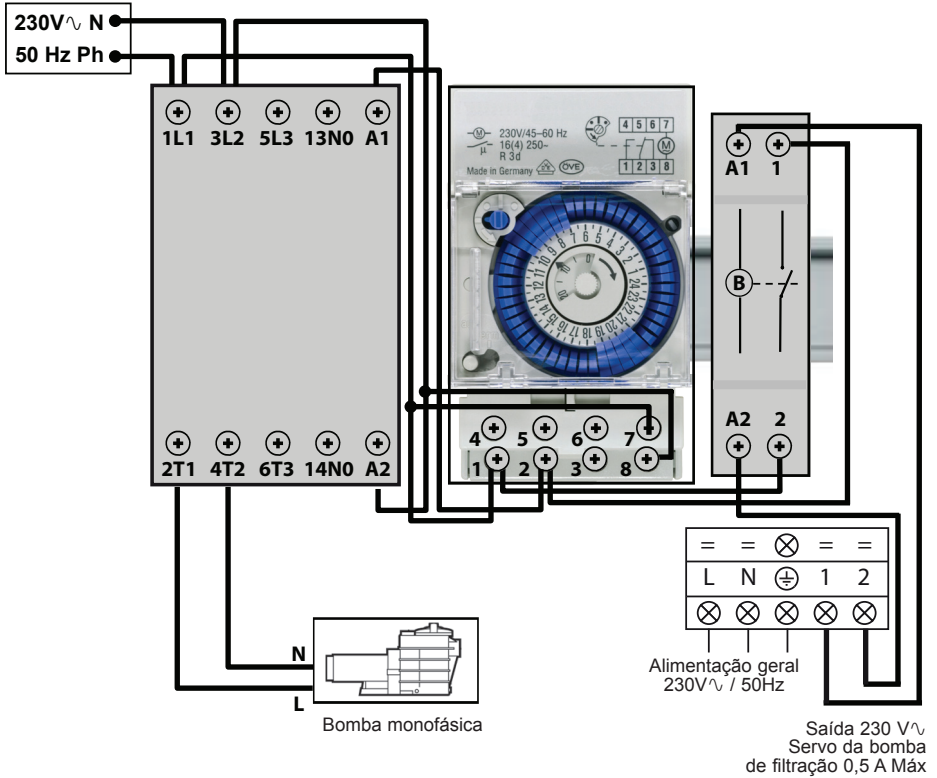 230V∿ N
50 Hz Ph
1L1 3L2 5L3 13N0 A1
2T1 4T2 6T3 14N0 A2
M 230V/45–60 Hz
16(4) 250~
µ
R 3d
Made in Germany OVE
4 5 6 7
M
1 2 3 8
4 5 6 7
1 2 3 8
A1 1
B
A2 2
= = = =
L N 1 2
Alimentação geral
230V∿ / 50Hz
N
L
Bomba monofásica
Saída 230 V∿
Servo da bomba
de filtração 0,5 A Máx